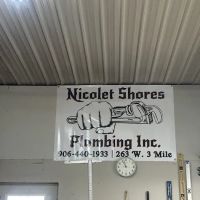 Nicolet Shores
Plumbing Inc.
906-440-1933 | 263 W. 3 Mile